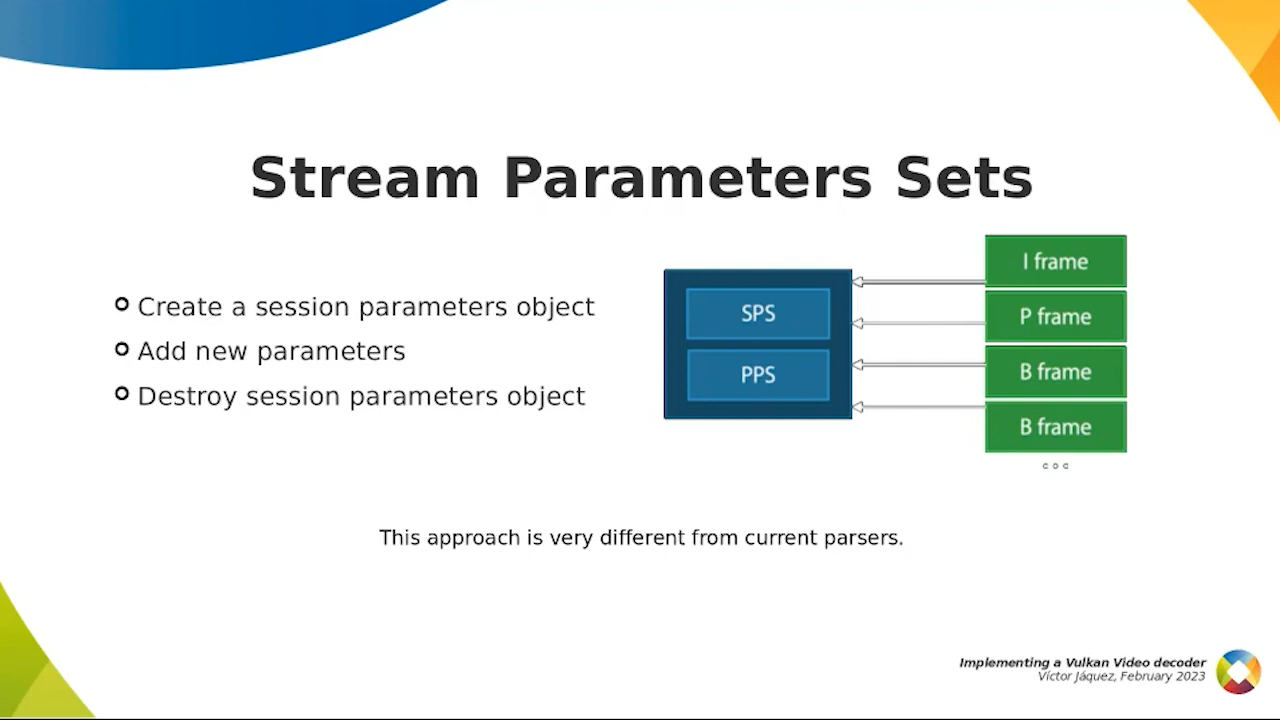 Stream Parameters Sets
Create a session parameters object
Add new parameters
Destroy session parameters object
SPS
PPS
I frame
P frame
B frame
B frame
This approach is very different from current parsers.
Implementing a Vulkan Video decoder
Víctor Jáquez, February 2023